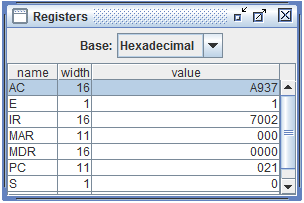 Registers
Base: Hexadecimal
name width value
AC 16 A937
E 1 1
IR 16 7002
MAR 11 000
MDR 16 0000
PC 11 021
S 1 0